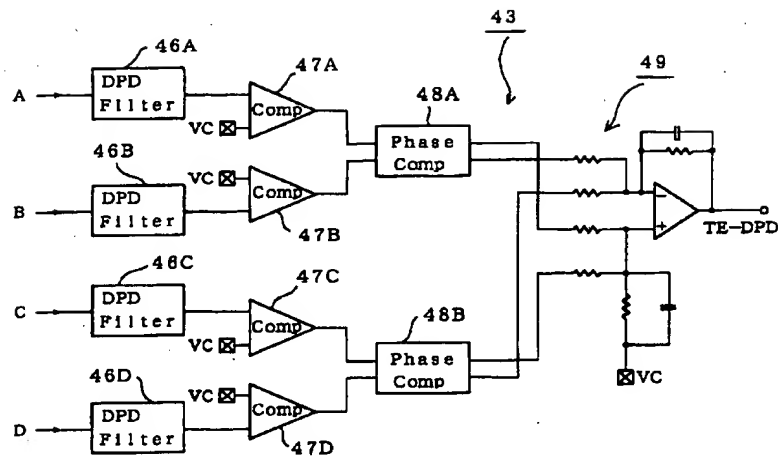 43
46A
47A
49
A
DPD
Filter
Comp
48A
VC
Phase
Comp
46B
VC
B
DPD
Filter
Comp
47B
−
+
TE-DPD
46C
47C
C
DPD
Filter
Comp
48B
VC
Phase
Comp
46D
VC
VC
D
DPD
Filter
Comp
47D